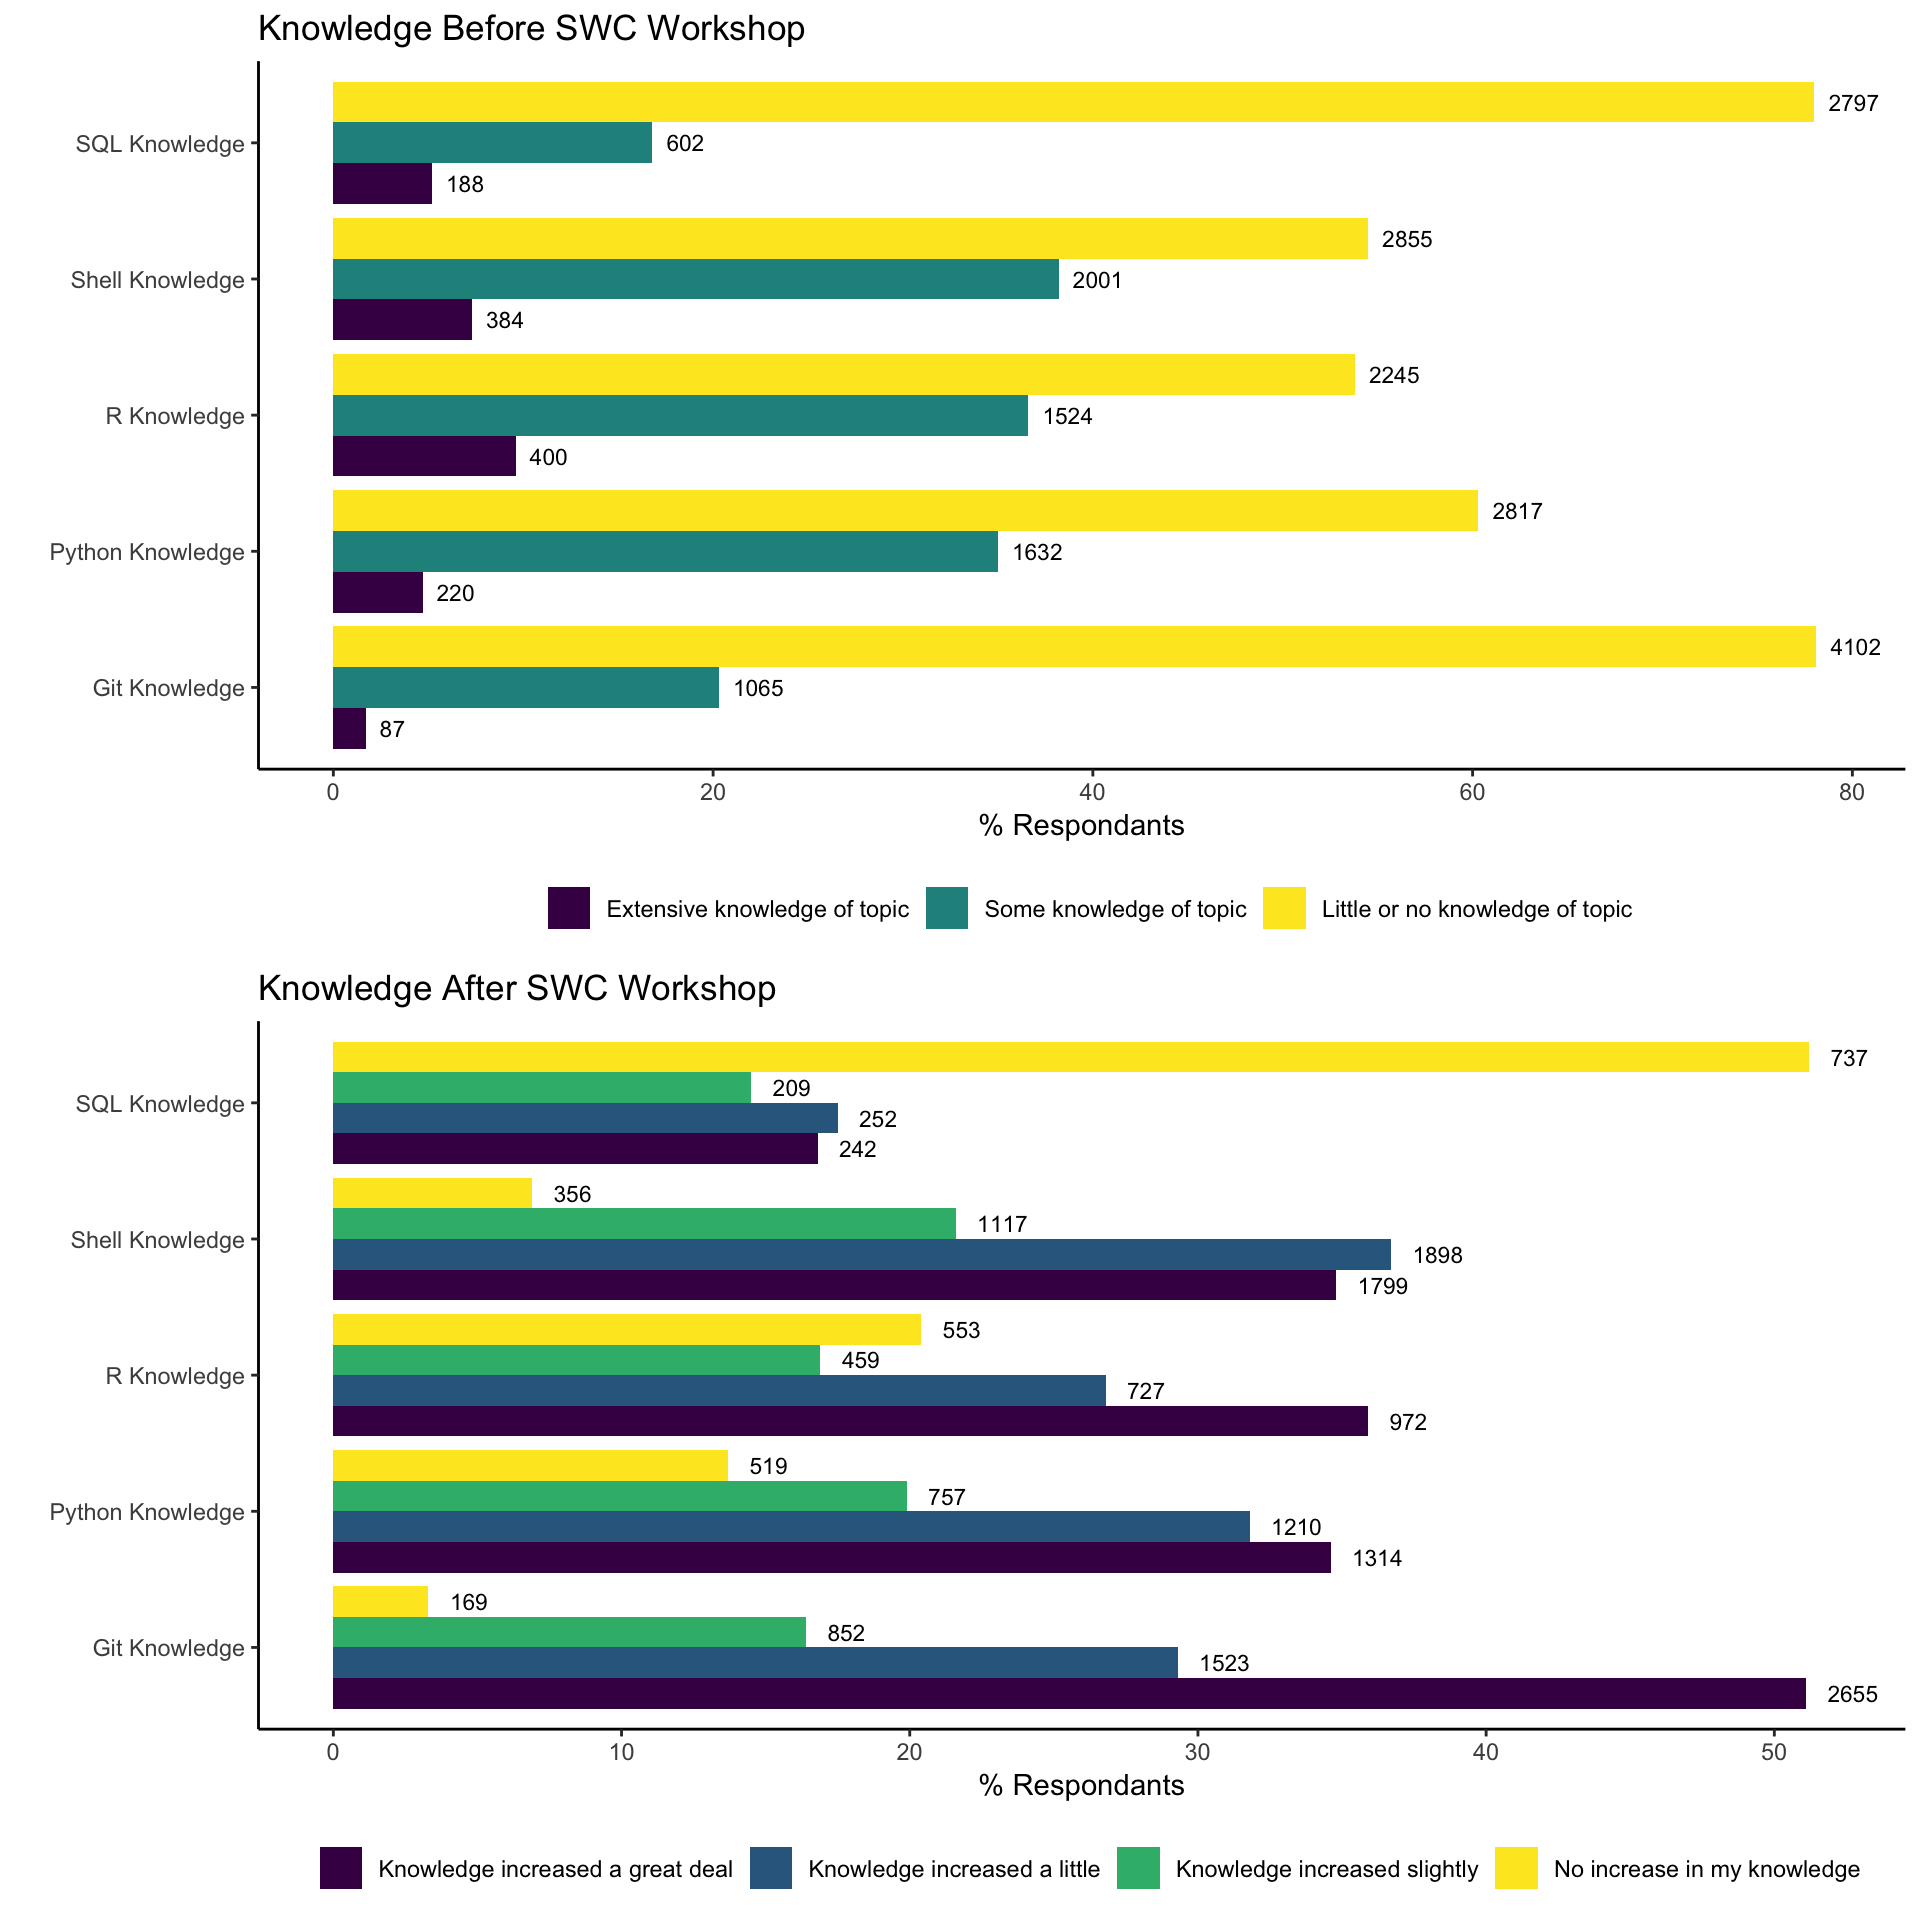 Knowledge Before SWC Workshop
2797
SQL Knowledge
602
188
2855
Shell Knowledge
2001
384
2245
R Knowledge
1524
400
2817
Python Knowledge
1632
220
4102
Git Knowledge
1065
87
0 20 40 60 80
% Respondants
Extensive knowledge of topic Some knowledge of topic Little or no knowledge of topic
Knowledge After SWC Workshop
737
209
SQL Knowledge
252
242
356
1117
Shell Knowledge
1898
1799
553
459
R Knowledge
727
972
519
757
Python Knowledge
1210
1314
169
852
Git Knowledge
1523
2655
0 10 20 30 40 50
% Respondants
Knowledge increased a great deal Knowledge increased a little Knowledge increased slightly No increase in my knowledge